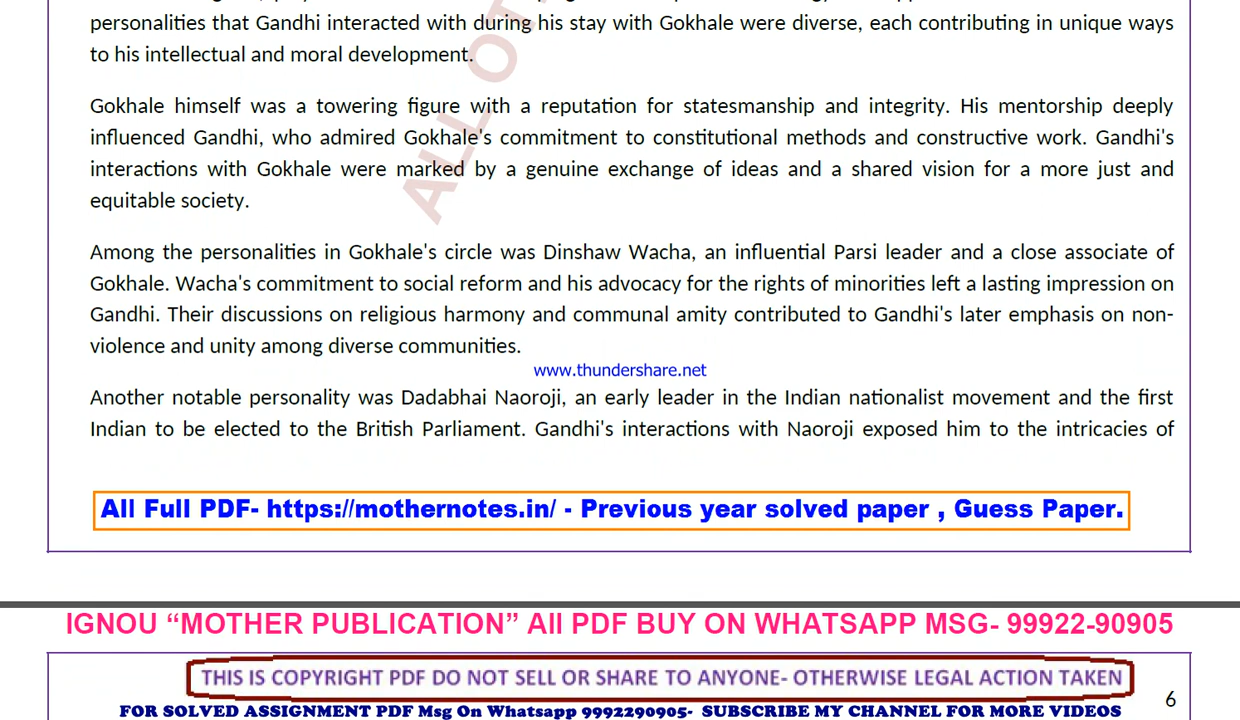 personalities that Gandhi interacted with during his stay with Gokhale were diverse, each contributing in unique ways
to his intellectual and moral development.
Gokhale himself was a towering figure with a reputation for statesmanship and integrity. His mentorship deeply
influenced Gandhi, who admired Gokhale's commitment to constitutional methods and constructive work. Gandhi's
interactions with Gokhale were marked by a genuine exchange of ideas and a shared vision for a more just and
equitable society.
Among the personalities in Gokhale's circle was Dinshaw Wacha, an influential Parsi leader and a close associate of
Gokhale. Wacha's commitment to social reform and his advocacy for the rights of minorities left a lasting impression on
Gandhi. Their discussions on religious harmony and communal amity contributed to Gandhi's later emphasis on non-
violence and unity among diverse communities.
www.thundershare.net
Another notable personality was Dadabhai Naoroji, an early leader in the Indian nationalist movement and the first
Indian to be elected to the British Parliament. Gandhi's interactions with Naoroji exposed him to the intricacies of
ALL OT
All Full PDF- https://mothernotes.in/ - Previous year solved paper , Guess Paper.
IGNOU “MOTHER PUBLICATION” All PDF BUY ON WHATSAPP MSG- 99922-90905
THIS IS COPYRIGHT PDF DO NOT SELL OR SHARE TO ANYONE- OTHERWISE LEGAL ACTION TAKEN
6
FOR SOLVED ASSIGNMENT PDF Msg On Whatsapp 9992290905- SUBSCRIBE MY CHANNEL FOR MORE VIDEOS